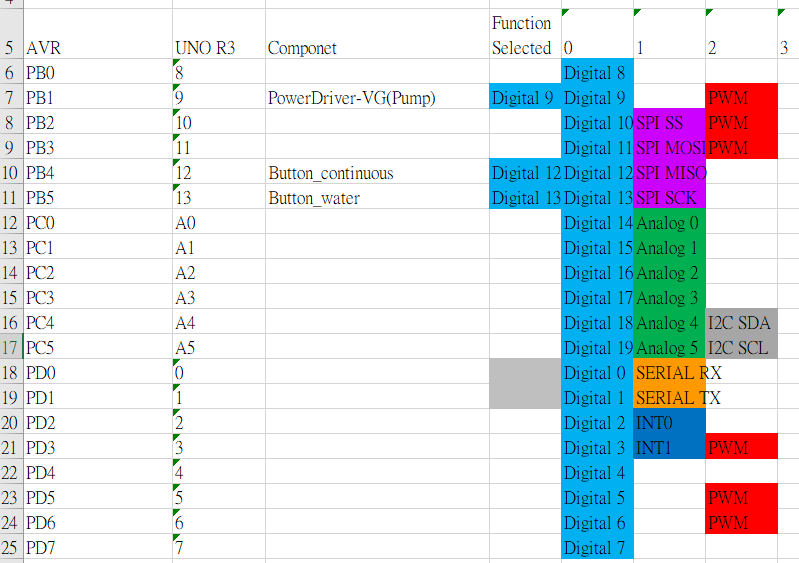 Function
5 AVR UNO R3 Componet Selected 0 1 2 3
6 PB0 8 Digital 8
7 PB1 9 PowerDriver-VG(Pump) Digital 9 Digital 9 PWM
8 PB2 10 Digital 10 SPI SS PWM
9 PB3 11 Digital 11 SPI MOSI PWM
10 PB4 12 Button_continuous Digital 12 Digital 12 SPI MISO
11 PB5 13 Button_water Digital 13 Digital 13 SPI SCK
12 PC0 A0 Digital 14 Analog 0
13 PC1 A1 Digital 15 Analog 1
14 PC2 A2 Digital 16 Analog 2
15 PC3 A3 Digital 17 Analog 3
16 PC4 A4 Digital 18 Analog 4 I2C SDA
17 PC5 A5 Digital 19 Analog 5 I2C SCL
18 PD0 0 Digital 0 SERIAL RX
19 PD1 1 Digital 1 SERIAL TX
20 PD2 2 Digital 2 INT0
21 PD3 3 Digital 3 INT1 PWM
22 PD4 4 Digital 4
23 PD5 5 Digital 5 PWM
24 PD6 6 Digital 6 PWM
25 PD7 7 Digital 7